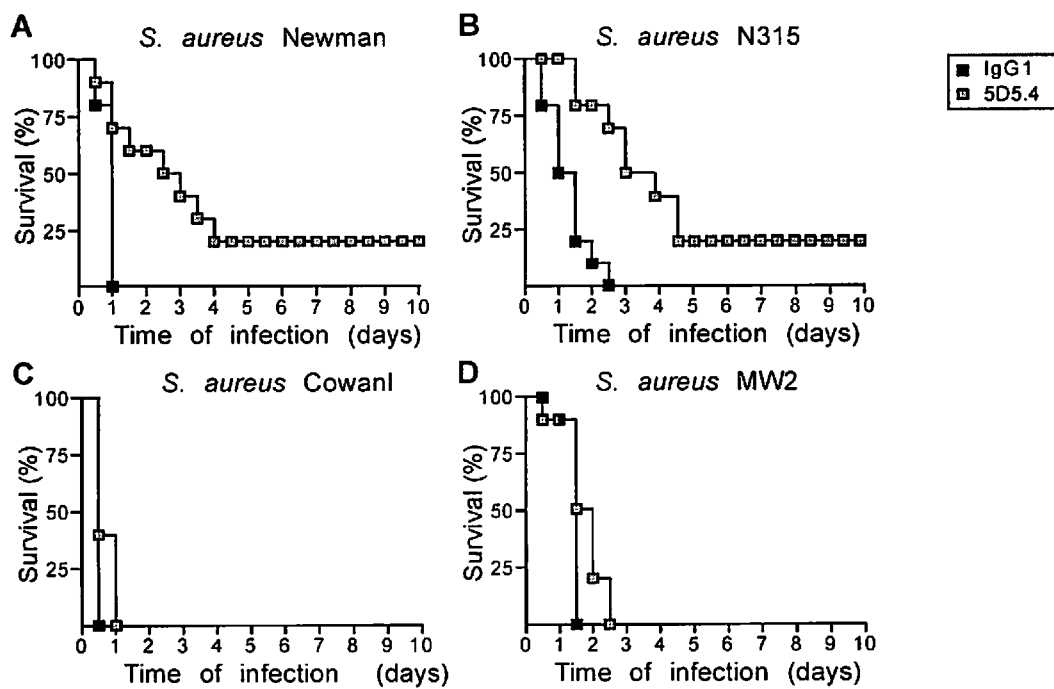 A
S. aureus Newman
Survival (%)
100
75
50
25
0 1 2 3 4 5 6 7 8 9 10
Time of infection (days)
B
S. aureus N315
Survival (%)
100
75
50
25
0 1 2 3 4 5 6 7 8 9 10
Time of infection (days)
IgG1
5D5.4
C
S. aureus CowanI
Survival (%)
100
75
50
25
0 1 2 3 4 5 6 7 8 9 10
Time of infection (days)
D
S. aureus MW2
Survival (%)
100
75
50
25
0 1 2 3 4 5 6 7 8 9 10
Time of infection (days)